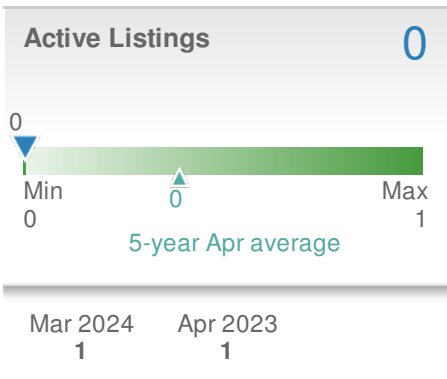 Active Listings 0
0
Min Max
0 0 1
5-year Apr average
Mar 2024 Apr 2023
1 1